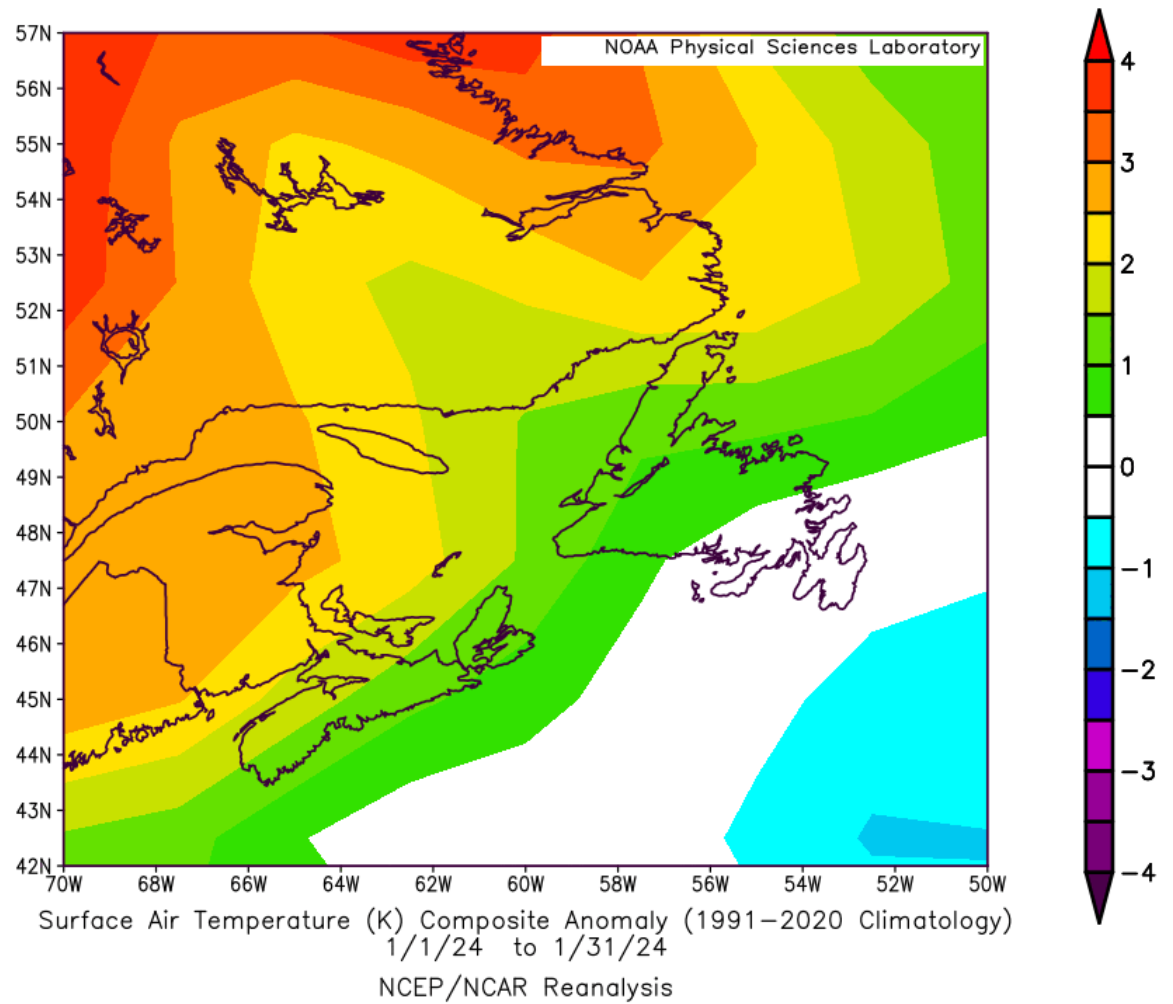 NOAA Physical Sciences Laboratory
57N
56N
55N
54N
53N
52N
51N
50N
49N
48N
47N
46N
45N
44N
43N
42N
70W 68W 66W 64W 62W 60W 58W 56W 54W 52W 50W
4
3
2
1
0
−1
−2
−3
−4
Surface Air Temperature (K) Composite Anomaly (1991−2020 Climatology)
1/1/24 to 1/31/24
NCEP/NCAR Reanalysis